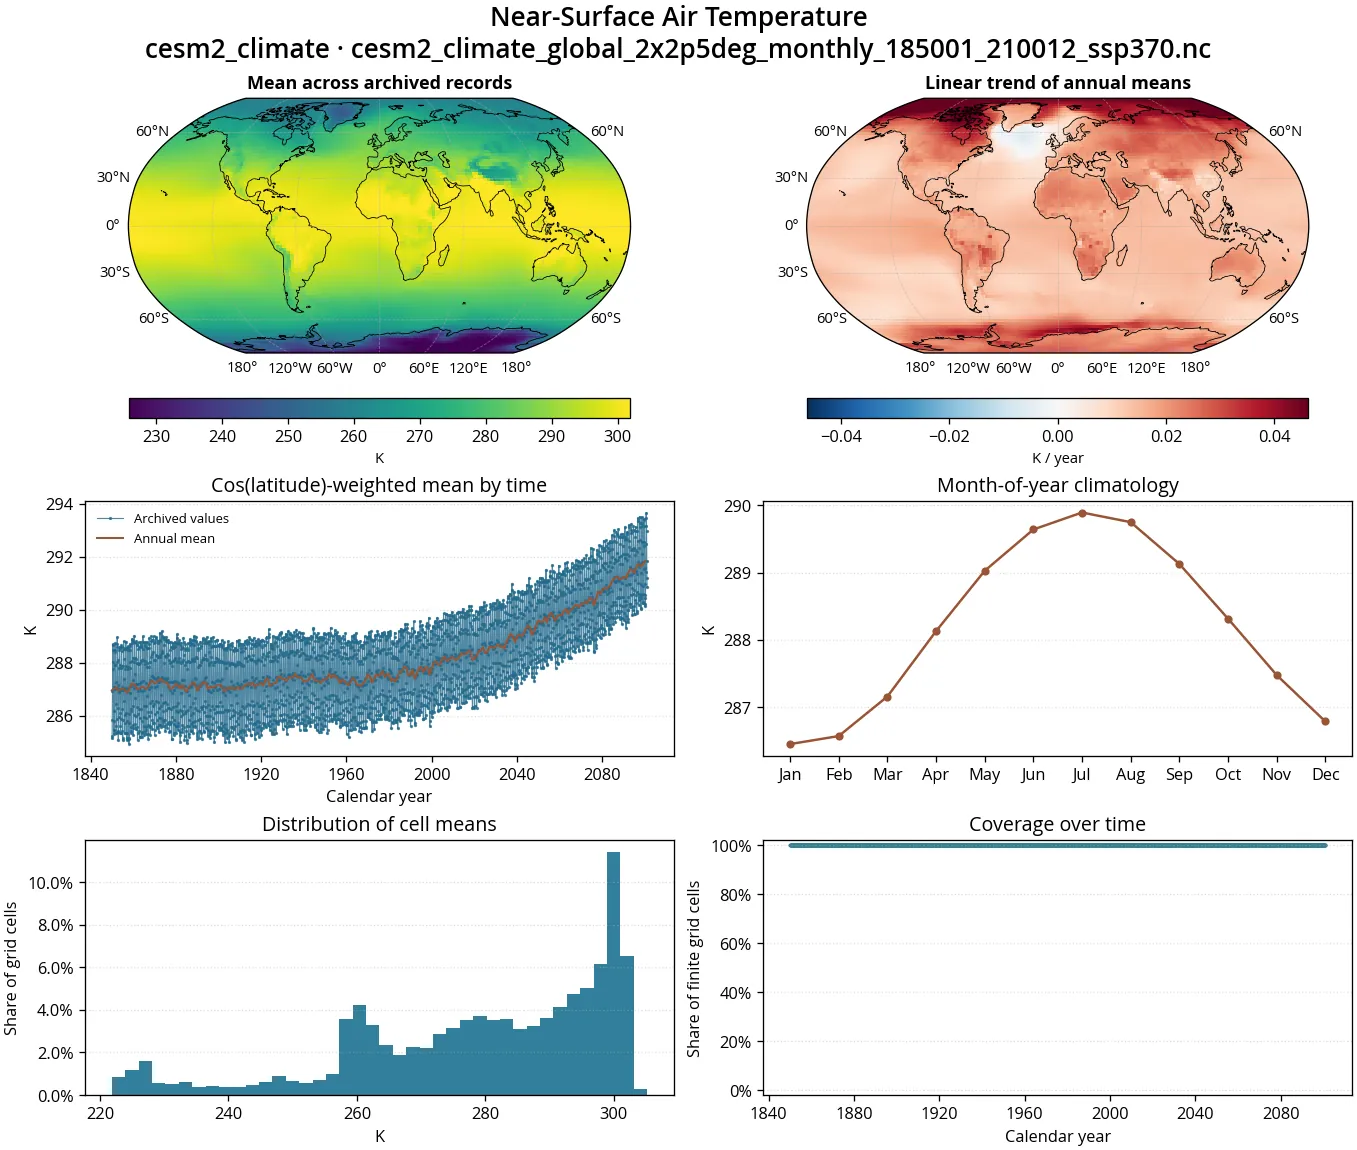 Near-Surface Air Temperature
cesm2_climate · cesm2_climate_global_2x2p5deg_monthly_185001_210012_ssp370.nc
Mean across archived records
60°N
60°N
30°N
0°
30°S
60°S
60°S
180° 120°W 60°W 0° 60°E 120°E 180°
230 240 250 260 270 280 290 300
K
Linear trend of annual means
60°N
60°N
30°N
0°
30°S
60°S
60°S
180° 120°W 60°W 0° 60°E 120°E 180°
−0.04 −0.02 0.00 0.02 0.04
K / year
Cos(latitude)-weighted mean by time
Archived values
Annual mean
294
292
290
288
286
K
1840 1880 1920 1960 2000 2040 2080
Calendar year
Month-of-year climatology
290
289
288
287
K
Jan Feb Mar Apr May Jun Jul Aug Sep Oct Nov Dec
Distribution of cell means
10.0%
8.0%
6.0%
4.0%
2.0%
0.0%
Share of grid cells
220 240 260 280 300
K
Coverage over time
100%
80%
60%
40%
20%
0%
Share of finite grid cells
1840 1880 1920 1960 2000 2040 2080
Calendar year